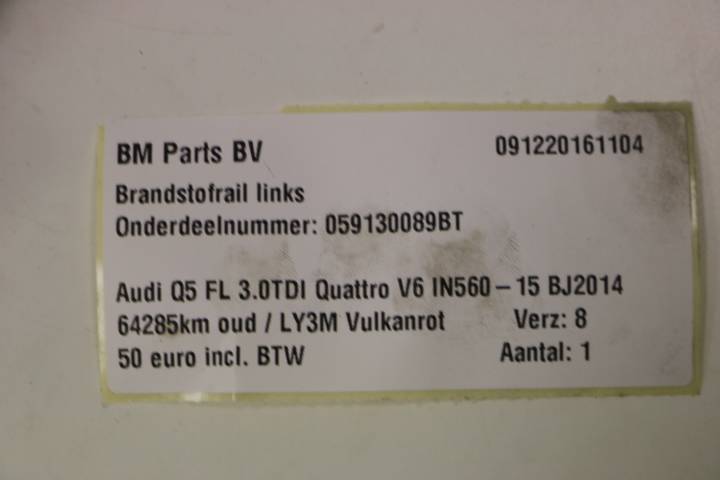 BM Parts BV 091220161104
Brandstofrail links
Onderdeelnummer: 059130089BT
Audi Q5 FL 3.0TDI Quattro V6 IN560 – 15 BJ2014
64285km oud / LY3M Vulkanrot Verz: 8
50 euro incl. BTW Aantal: 1